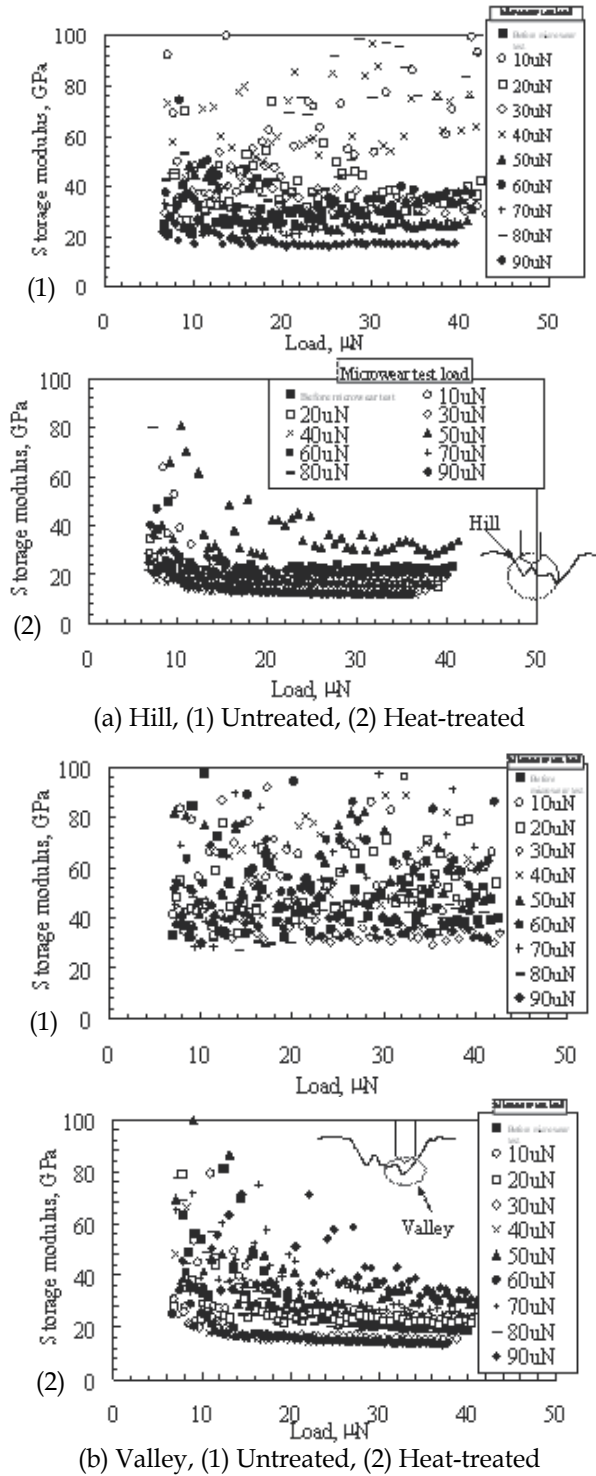 Microwear test load
100
80
60
40
20
0
Storage modulus, GPa
0 10 20 30 40 50
Load, μN
Before microwear test
10uN
20uN
30uN
40uN
50uN
60uN
70uN
80uN
90uN
(1)
Microwear test load
Before microwear test
10uN
20uN
30uN
40uN
50uN
60uN
70uN
80uN
90uN
100
80
60
40
20
0
Storage modulus, GPa
Hill
(2)
0 10 20 30 40 50
Load, μN
(a) Hill, (1) Untreated, (2) Heat-treated
100
80
60
40
20
0
Storage modulus, GPa
Before microwear test
10uN
20uN
30uN
40uN
50uN
60uN
70uN
80uN
90uN
(1)
0 10 20 30 40 50
Load, μN
100
80
60
40
20
0
Storage modulus, GPa
Valley
Before microwear test
10uN
20uN
30uN
40uN
50uN
60uN
70uN
80uN
90uN
(2)
0 10 20 30 40 50
Load, μN
(b) Valley, (1) Untreated, (2) Heat-treated